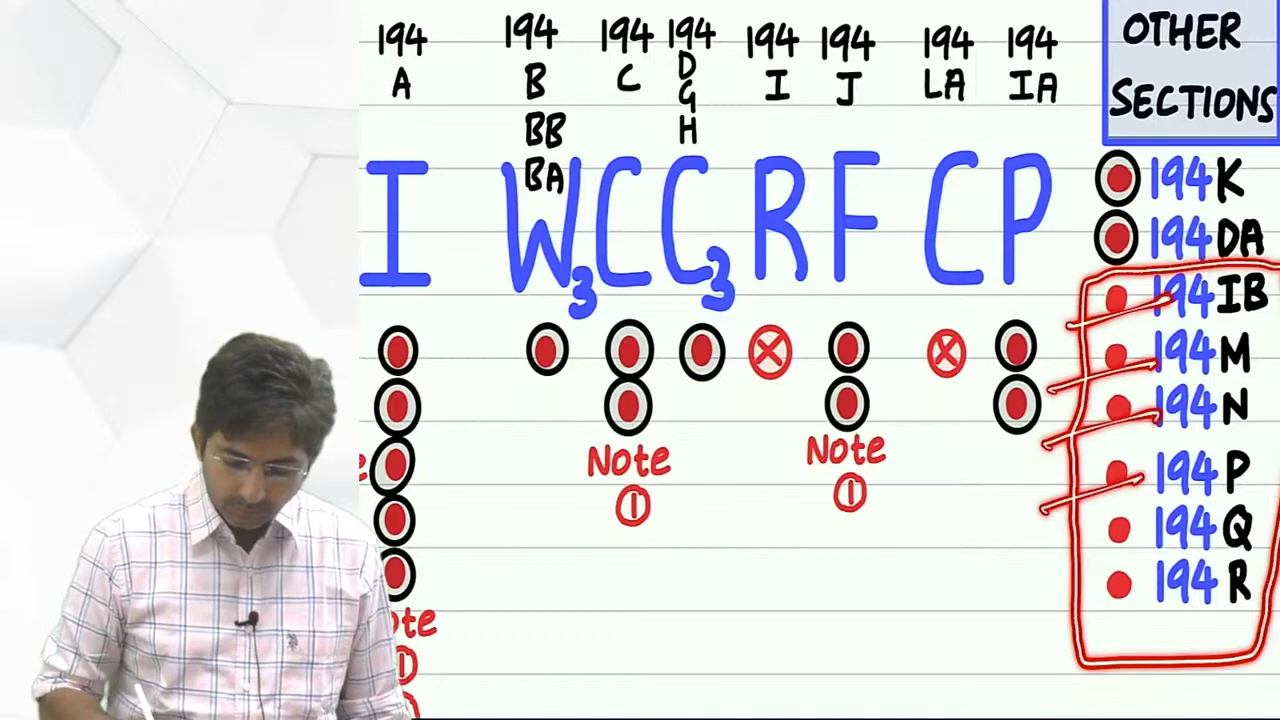 194 194 194 194 194 194 194 194
A B C D I J LA IA
BB G
BA H
I W3 C C3 R F C P
Note Note
① ①
ote
OTHER
SECTIONS
194K
194DA
194IB
194M
194N
194P
194Q
194R